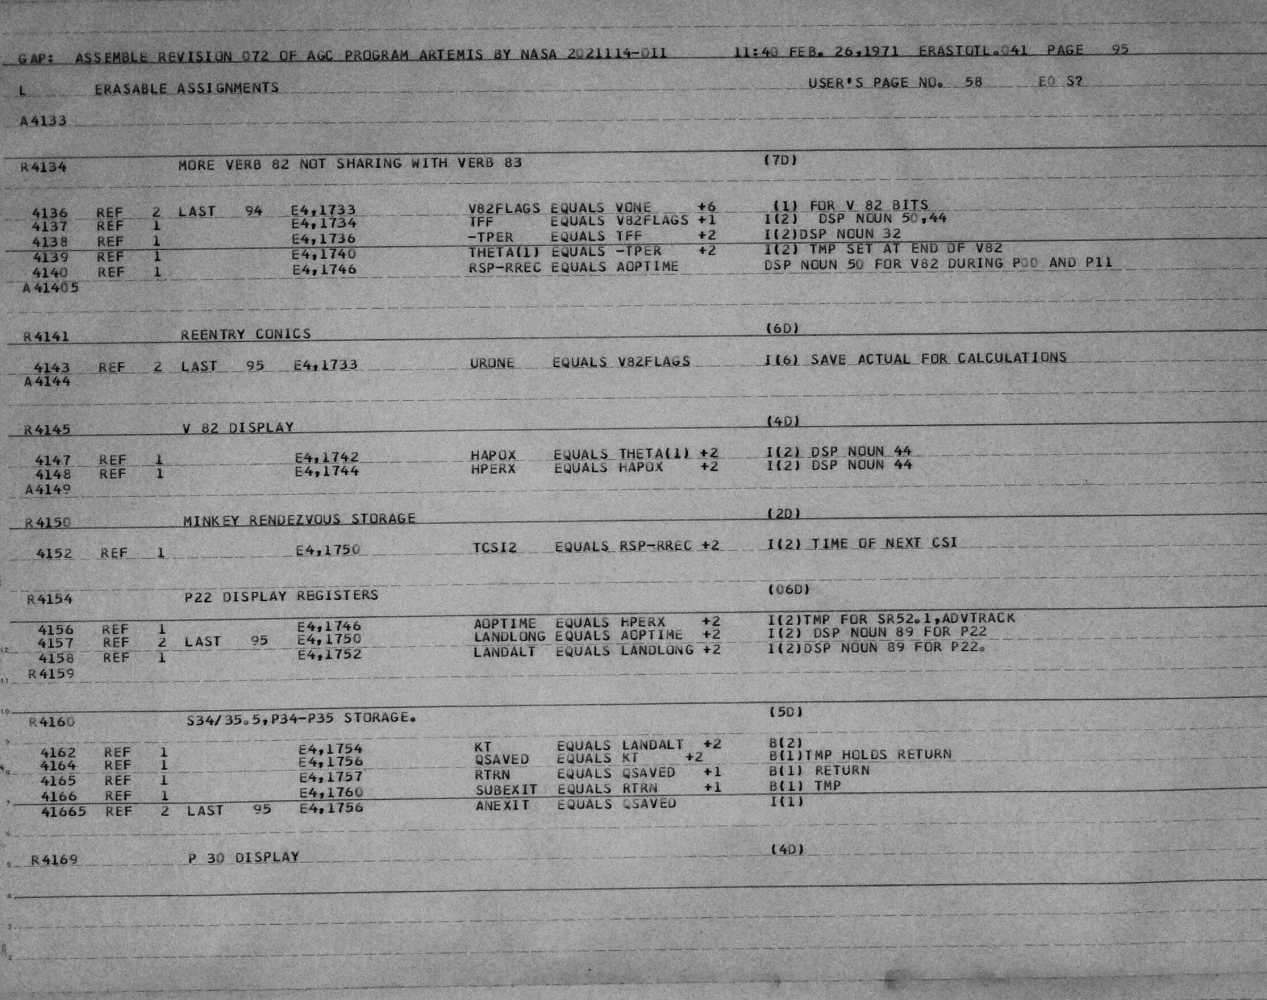 GAP: ASSEMBLE REVISION 072 OF AGC PROGRAM ARTEMIS BY NASA 2021114-011 11:40 FEB. 26,1971 ERASTOTL.041 PAGE 95
L ERASABLE ASSIGNMENTS USER'S PAGE NO. 58 E0 S?
A4133
R4134 MORE VERB 82 NOT SHARING WITH VERB 83 (7D)
4136 REF 2 LAST 94 E4,1733 V82FLAGS EQUALS VONE +6 (1) FOR V 82 BITS
4137 REF 1 E4,1734 TFF EQUALS V82FLAGS +1 I(2) DSP NOUN 50,44
4138 REF 1 E4,1736 -TPER EQUALS TFF +2 I(2)DSP NOUN 32
4139 REF 1 E4,1740 THETA(1) EQUALS -TPER +2 I(2) TMP SET AT END OF V82
4140 REF 1 E4,1746 RSP-RREC EQUALS AOPTIME DSP NOUN 50 FOR V82 DURING P00 AND P11
A41405
R4141 REENTRY CONICS (6D)
4143 REF 2 LAST 95 E4,1733 URONE EQUALS V82FLAGS I(6) SAVE ACTUAL FOR CALCULATIONS
A4144
R4145 V 82 DISPLAY (4D)
4147 REF 1 E4,1742 HAPOX EQUALS THETA(1) +2 I(2) DSP NOUN 44
4148 REF 1 E4,1744 HPERX EQUALS HAPOX +2 I(2) DSP NOUN 44
A4149
R4150 MINKEY RENDEZVOUS STORAGE (2D)
4152 REF 1 E4,1750 TCSI2 EQUALS RSP-RREC +2 I(2) TIME OF NEXT CSI
R4154 P22 DISPLAY REGISTERS (06D)
4156 REF 1 E4,1746 AOPTIME EQUALS HPERX +2 I(2)TMP FOR SR52.1,ADVTRACK
4157 REF 2 LAST 95 E4,1750 LANDLONG EQUALS AOPTIME +2 I(2) DSP NOUN 89 FOR P22
4158 REF 1 E4,1752 LANDALT EQUALS LANDLONG +2 I(2)DSP NOUN 89 FOR P22.
R4159
R4160 S34/35.5,P34-P35 STORAGE. (5D)
4162 REF 1 E4,1754 KT EQUALS LANDALT +2 B(2)
4164 REF 1 E4,1756 QSAVED EQUALS KT +2 B(1)TMP HOLDS RETURN
4165 REF 1 E4,1757 RTRN EQUALS QSAVED +1 B(1) RETURN
4166 REF 1 E4,1760 SUBEXIT EQUALS RTRN +1 B(1) TMP
41665 REF 2 LAST 95 E4,1756 ANEXIT EQUALS QSAVED I(1)
R4169 P 30 DISPLAY (4D)